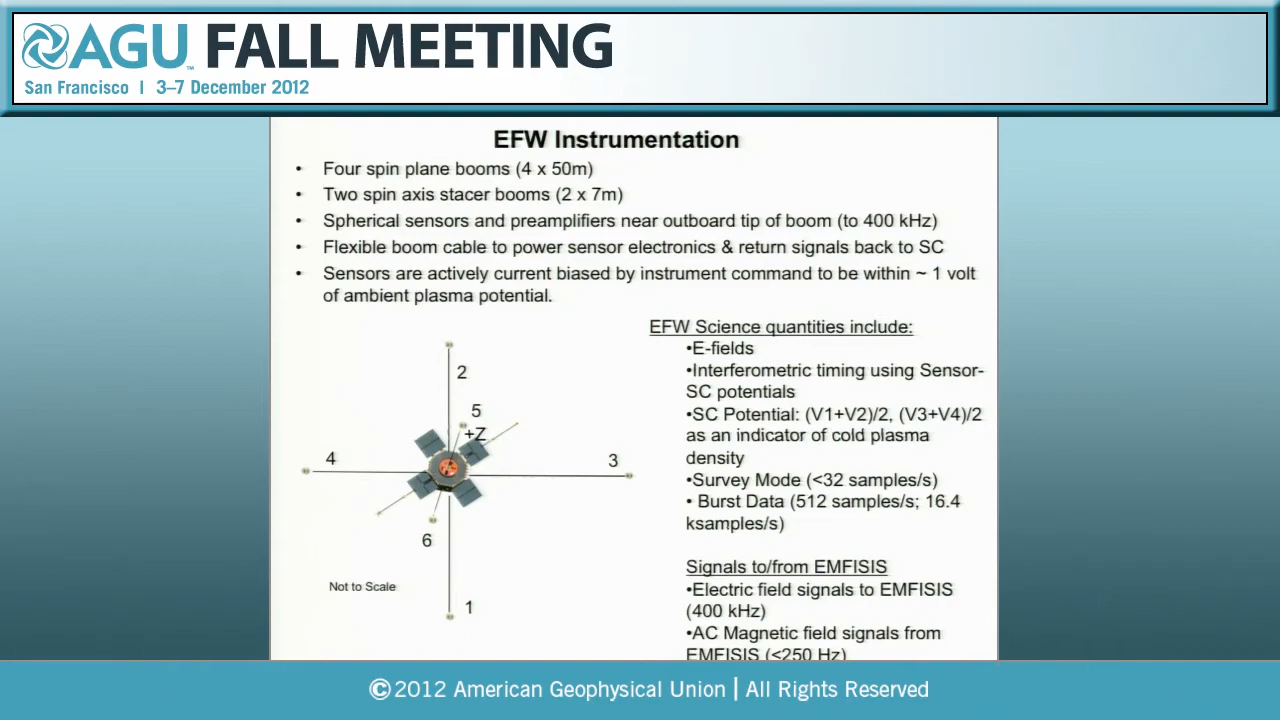 AGU FALL MEETING
San Francisco | 3–7 December 2012
EFW Instrumentation
• Four spin plane booms (4 x 50m)
• Two spin axis stacer booms (2 x 7m)
• Spherical sensors and preamplifiers near outboard tip of boom (to 400 kHz)
• Flexible boom cable to power sensor electronics & return signals back to SC
• Sensors are actively current biased by instrument command to be within ~ 1 volt
of ambient plasma potential.
EFW Science quantities include:
•E-fields
•Interferometric timing using Sensor-
SC potentials
•SC Potential: (V1+V2)/2, (V3+V4)/2
as an indicator of cold plasma
density
•Survey Mode (<32 samples/s)
• Burst Data (512 samples/s; 16.4
ksamples/s)
Signals to/from EMFISIS
•Electric field signals to EMFISIS
(400 kHz)
•AC Magnetic field signals from
EMFISIS (<250 Hz)
2
5
+Z
4
3
6
Not to Scale
1
©2012 American Geophysical Union | All Rights Reserved